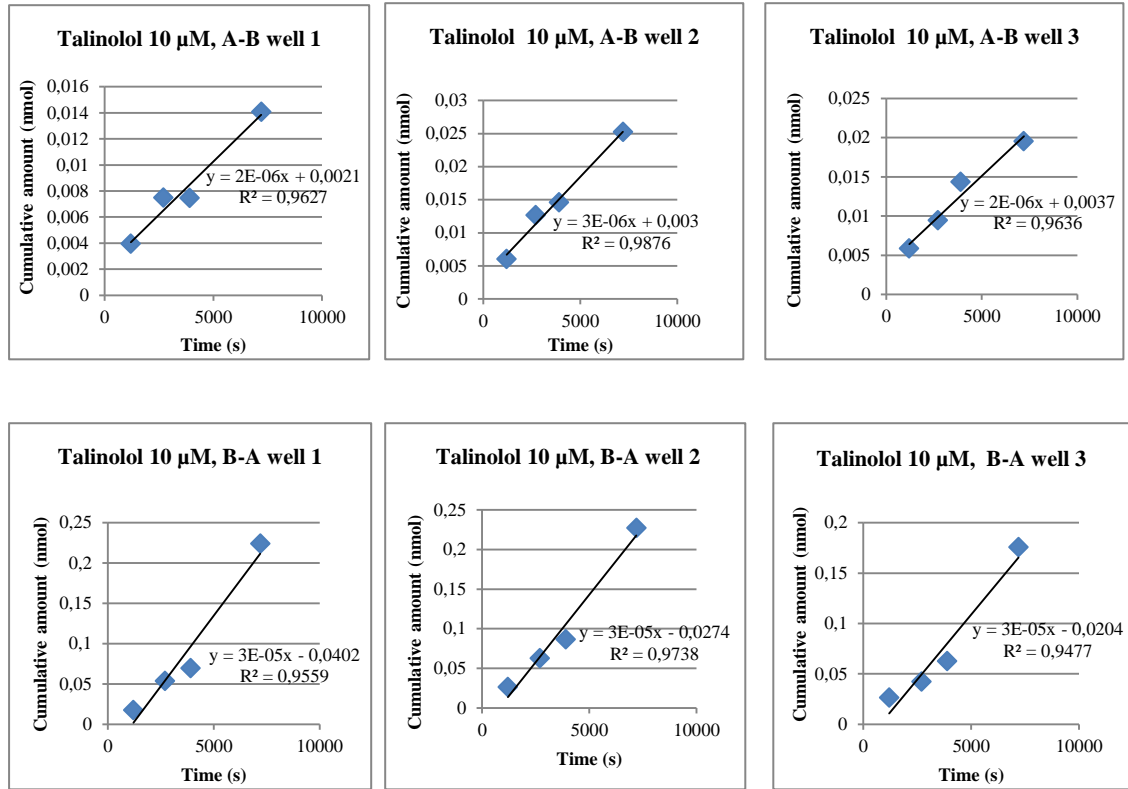 Talinolol 10 µM, A-B well 1
Cumulative amount (nmol)
0,016
0,014
0,012
0,01
0,008
0,006
0,004
0,002
0
y = 2E-06x + 0,0021
R² = 0,9627
0 5000 10000
Time (s)
Talinolol  10 µM, A-B well 2
Cumulative amount (nmol)
0,03
0,025
0,02
0,015
0,01
0,005
0
y = 3E-06x + 0,003
R² = 0,9876
0 5000 10000
Time (s)
Talinolol  10 µM, A-B well 3
Cumulative amount (nmol)
0,025
0,02
0,015
0,01
0,005
0
y = 2E-06x + 0,0037
R² = 0,9636
0 5000 10000
Time (s)
Talinolol 10 µM, B-A well 1
Cumulative amount (nmol)
0,25
0,2
0,15
0,1
0,05
0
y = 3E-05x - 0,0402
R² = 0,9559
0 5000 10000
Time (s)
Talinolol 10 µM, B-A well 2
Cumulative amount (nmol)
0,25
0,2
0,15
0,1
0,05
0
y = 3E-05x - 0,0274
R² = 0,9738
0 5000 10000
Time (s)
Talinolol 10 µM,  B-A well 3
Cumulative amount (nmol)
0,2
0,15
0,1
0,05
0
y = 3E-05x - 0,0204
R² = 0,9477
0 5000 10000
Time (s)